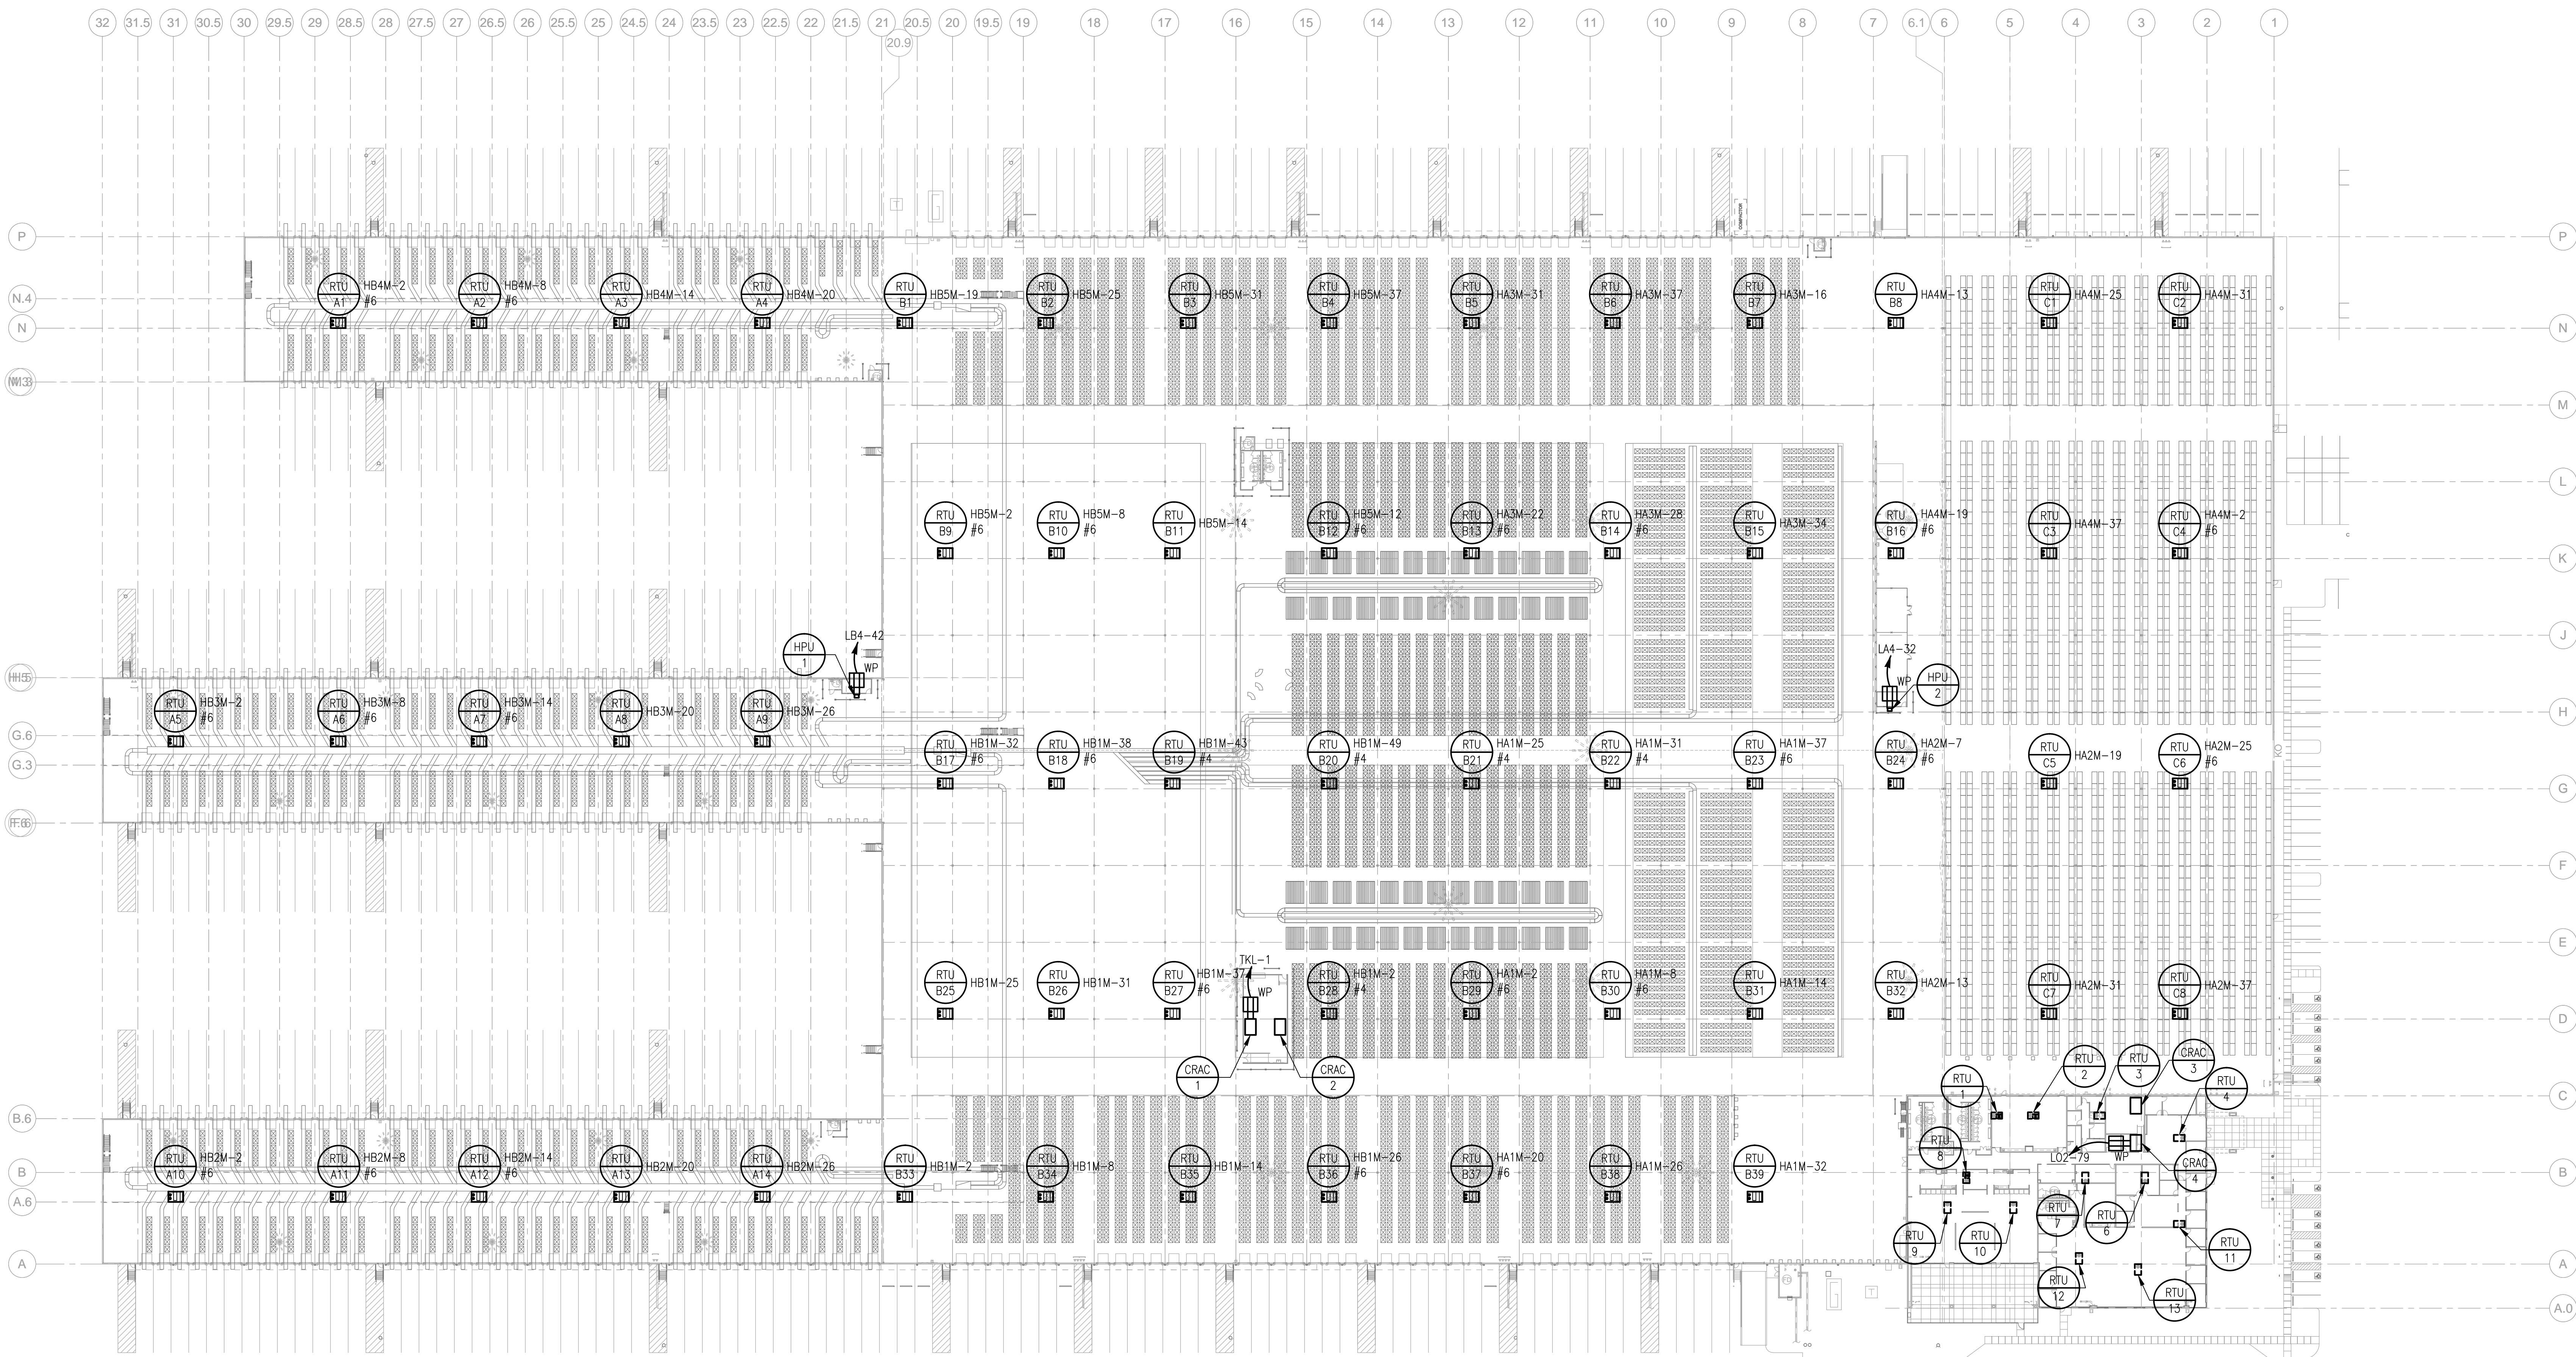 32 31.5 31 30.5 30 29.5 29 28.5 28 27.5 27 26.5 26 25.5 25 24.5 24 23.5 23 22.5 22 21.5 21 20.5 20 19.5 19 18 17 16 15 14 13 12 11 10 9 8 7 6.1 6 5 4 3 2 1
20.9
T
COMPACTOR
P
P
RTU A1 HB4M-2 #6
RTU A2 HB4M-8 #6
RTU A3 HB4M-14
RTU A4 HB4M-20
RTU B1 HB5M-19
RTU B2 HB5M-25
RTU B3 HB5M-31
RTU B4 HB5M-37
RTU B5 HA3M-31
RTU B6 HA3M-37
RTU B7 HA3M-16
RTU B8 HA4M-13
RTU C1 HA4M-25
RTU C2 HA4M-31
N.4
N
N
M
L
RTU B9 HB5M-2 #6
RTU B10 HB5M-8 #6
RTU B11 HB5M-14
RTU B12 HB5M-12 #6
RTU B13 HA3M-22 #6
RTU B14 HA3M-28 #6
RTU B15 HA3M-34
RTU B16 HA4M-19 #6
RTU C3 HA4M-37
RTU C4 HA4M-2 #6
K
J
HPU 1
LB4-42
WP
LA4-32
WP
HPU 2
RTU A5 HB3M-2 #6
RTU A6 HB3M-8 #6
RTU A7 HB3M-14 #6
RTU A8 HB3M-20
RTU A9 HB3M-26
H
G.6
G.3
RTU B17 HB1M-32 #6
RTU B18 HB1M-38 #6
RTU B19 HB1M-43 #4
RTU B20 HB1M-49 #4
RTU B21 HA1M-25 #4
RTU B22 HA1M-31 #4
RTU B23 HA1M-37 #6
RTU B24 HA2M-7 #6
RTU C5 HA2M-19
RTU C6 HA2M-25 #6
KO
G
F
E
RTU B25 HB1M-25
RTU B26 HB1M-31
RTU B27 HB1M-37 #6
TKL-1
WP
RTU B28 HB1M-2 #4
RTU B29 HA1M-2 #6
RTU B30 HA1M-8 #6
RTU B31 HA1M-14
RTU B32 HA2M-13
RTU C7 HA2M-31
RTU C8 HA2M-37
D
CRAC 1
CRAC 2
RTU 1
RTU 2
RTU 3
CRAC 3
RTU 4
C
B.6
B
A.6
RTU A10 HB2M-2 #6
RTU A11 HB2M-8 #6
RTU A12 HB2M-14 #6
RTU A13 HB2M-20
RTU A14 HB2M-26
RTU B33 HB1M-2
RTU B34 HB1M-8
RTU B35 HB1M-14
RTU B36 HB1M-26 #6
RTU B37 HA1M-20 #6
RTU B38 HA1M-26
RTU B39 HA1M-32
RTU 8
LO2-79
WP
CRAC 4
B
RTU 9
RTU 10
RTU 7
RTU 6
RTU 11
A
A
RTU 12
RTU 13
T
A.0